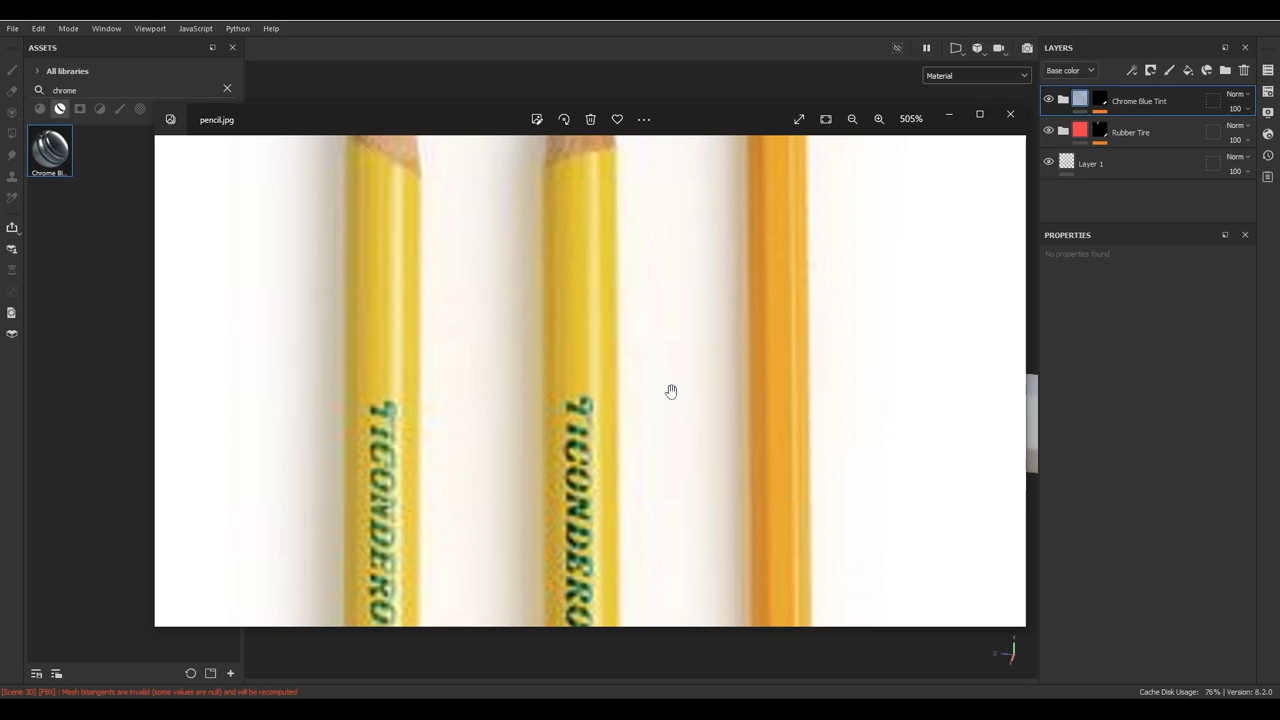 File Edit Mode Window Viewport JavaScript Python Help
ASSETS
All libraries
chrome
Chrome Bl...
Material
pencil.jpg
505%
TICONDERO
TICONDERO
LAYERS
Base color
Chrome Blue Tint
Norm
100
Rubber Tire
Norm
100
Layer 1
Norm
100
PROPERTIES
No properties found
Y
Z
X
[Scene 3D] [FBX] : Mesh bitangents are invalid (some values are null) and will be recomputed
Cache Disk Usage: 76% | Version: 8.2.0